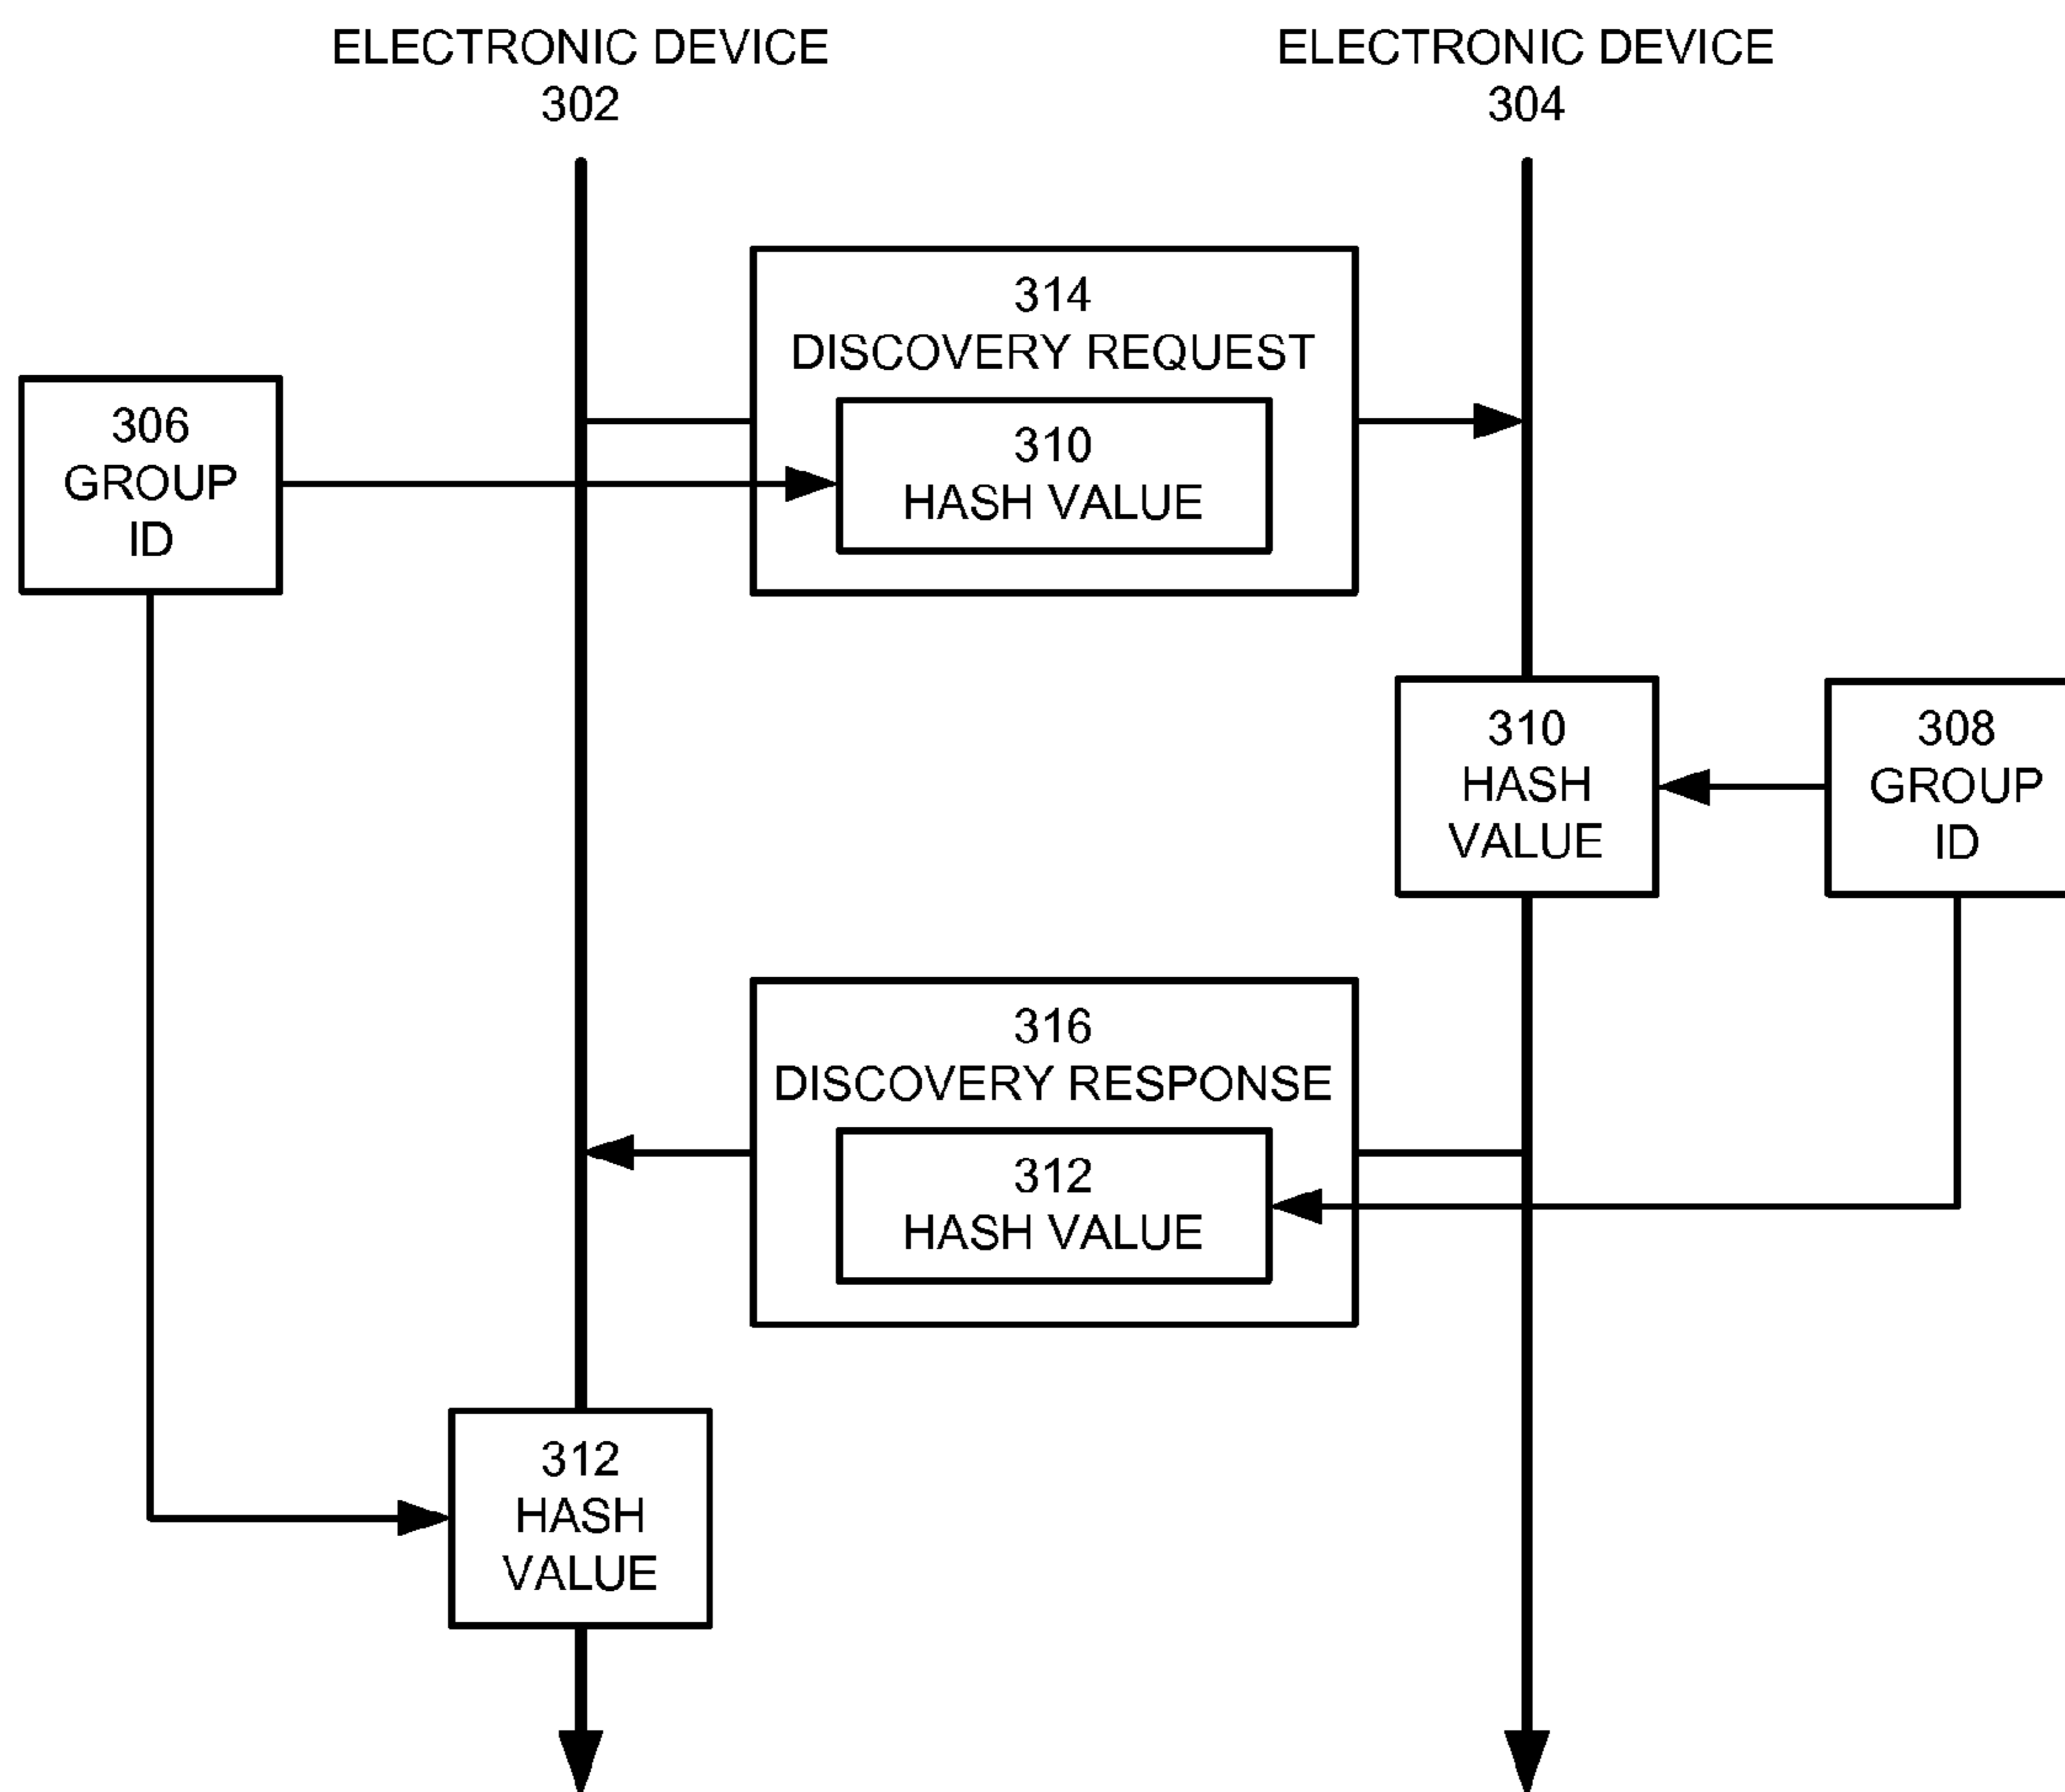 ELECTRONIC DEVICE
302
ELECTRONIC DEVICE
304
314
DISCOVERY REQUEST
310
HASH VALUE
306
GROUP
ID
310
HASH
VALUE
308
GROUP
ID
316
DISCOVERY RESPONSE
312
HASH VALUE
312
HASH
VALUE